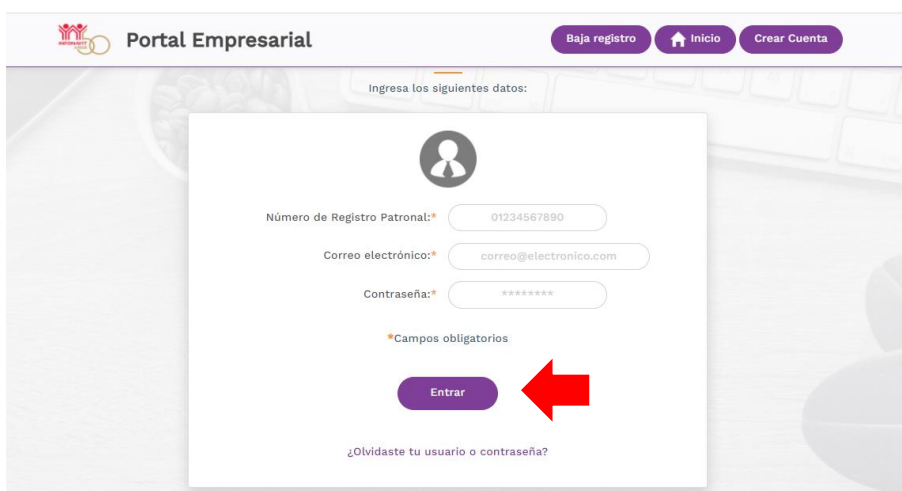 INFONAVIT
Portal Empresarial
Baja registro
Inicio
Crear Cuenta
Ingresa los siguientes datos:
Número de Registro Patronal:* 01234567890
Correo electrónico:* correo@electronico.com
Contraseña:* ********
*Campos obligatorios
Entrar
¿Olvidaste tu usuario o contraseña?